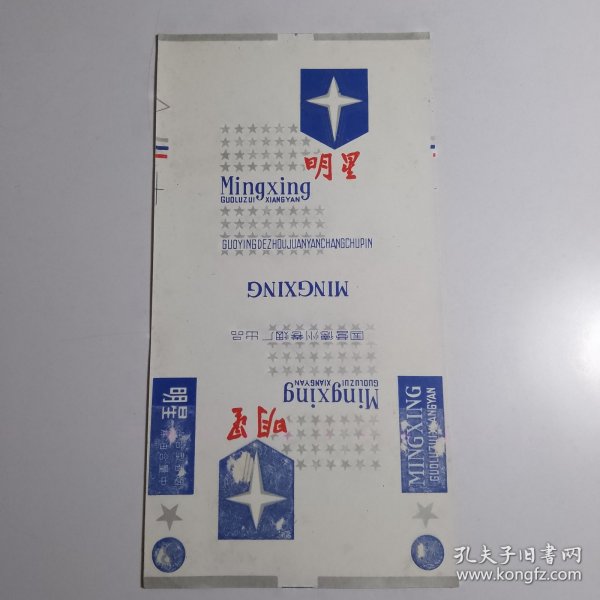 明星
Mingxing
GUOLUZUI XIANGYAN
GUOYINGDEZHOUJUANYANCHANGCHUPIN
MINGXING
国营德州卷烟厂出品
Mingxing
GUOLUZUI
XIANGYAN
明星
明星
MINGXING
GUOLUZUI XIANGYAN
孔夫子旧书网
www.kongfz.com